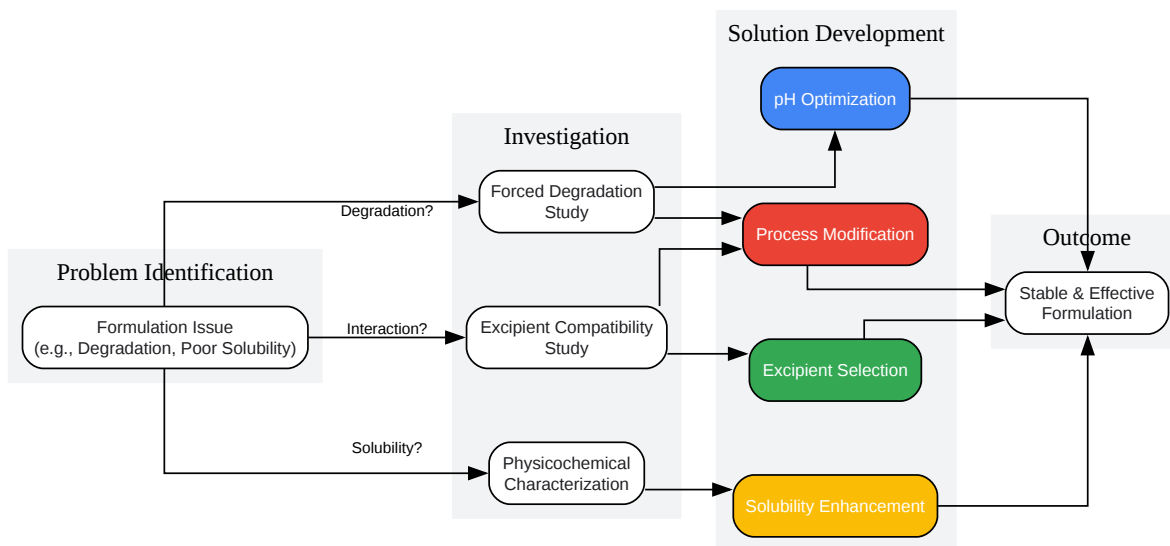 Problem Identification
Formulation Issue
(e.g., Degradation, Poor Solubility)
Degradation?
Interaction?
Solubility?
Investigation
Forced Degradation
Study
Excipient Compatibility
Study
Physicochemical
Characterization
Solution Development
pH Optimization
Process Modification
Excipient Selection
Solubility Enhancement
Outcome
Stable & Effective
Formulation